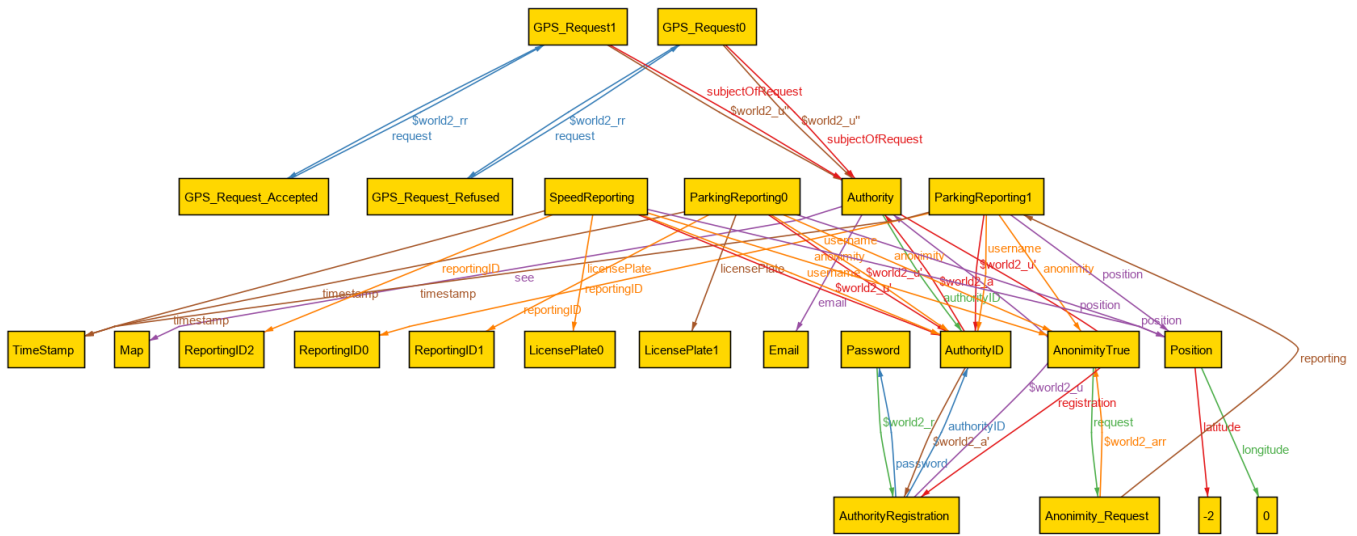 GPS_Request1
GPS_Request0
subjectOfRequest
$world2_u"
$world2_rr
request
$world2_rr
request
$world2_u"
subjectOfRequest
GPS_Request_Accepted
GPS_Request_Refused
SpeedReporting
ParkingReporting0
Authority
ParkingReporting1
username
anonimity
username
anonimity
username
anonimity
licensePlate
licensePlate
reportingID
reportingID
reportingID
see
$world2_u'
$world2_u'
$world2_u'
$world2_a
authorityID
position
position
position
timestamp
timestamp
timestamp
email
TimeStamp
Map
ReportingID2
ReportingID0
ReportingID1
LicensePlate0
LicensePlate1
Email
Password
AuthorityID
AnonimityTrue
Position
reporting
$world2_u
registration
$world2_r
authorityID
$world2_a'
password
request
$world2_arr
latitude
longitude
AuthorityRegistration
Anonimity_Request
-2
0